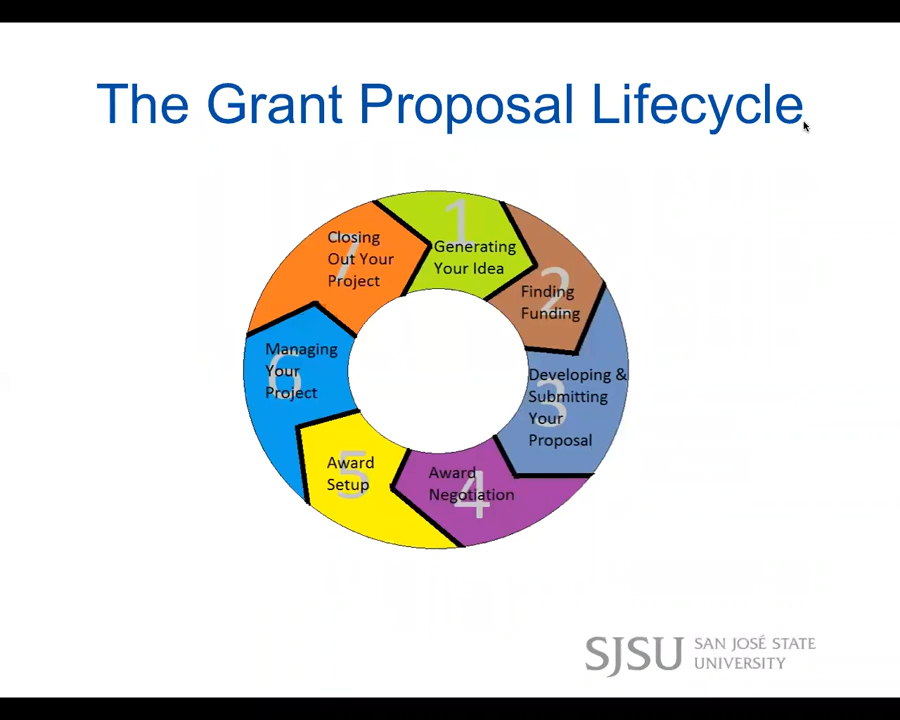 The Grant Proposal Lifecycle
1
Generating
Your Idea
2
Finding
Funding
3
Developing &
Submitting
Your
Proposal
4
Award
Negotiation
5
Award
Setup
6
Managing
Your
Project
7
Closing
Out Your
Project
SJSU
SAN JOSÉ STATE
UNIVERSITY